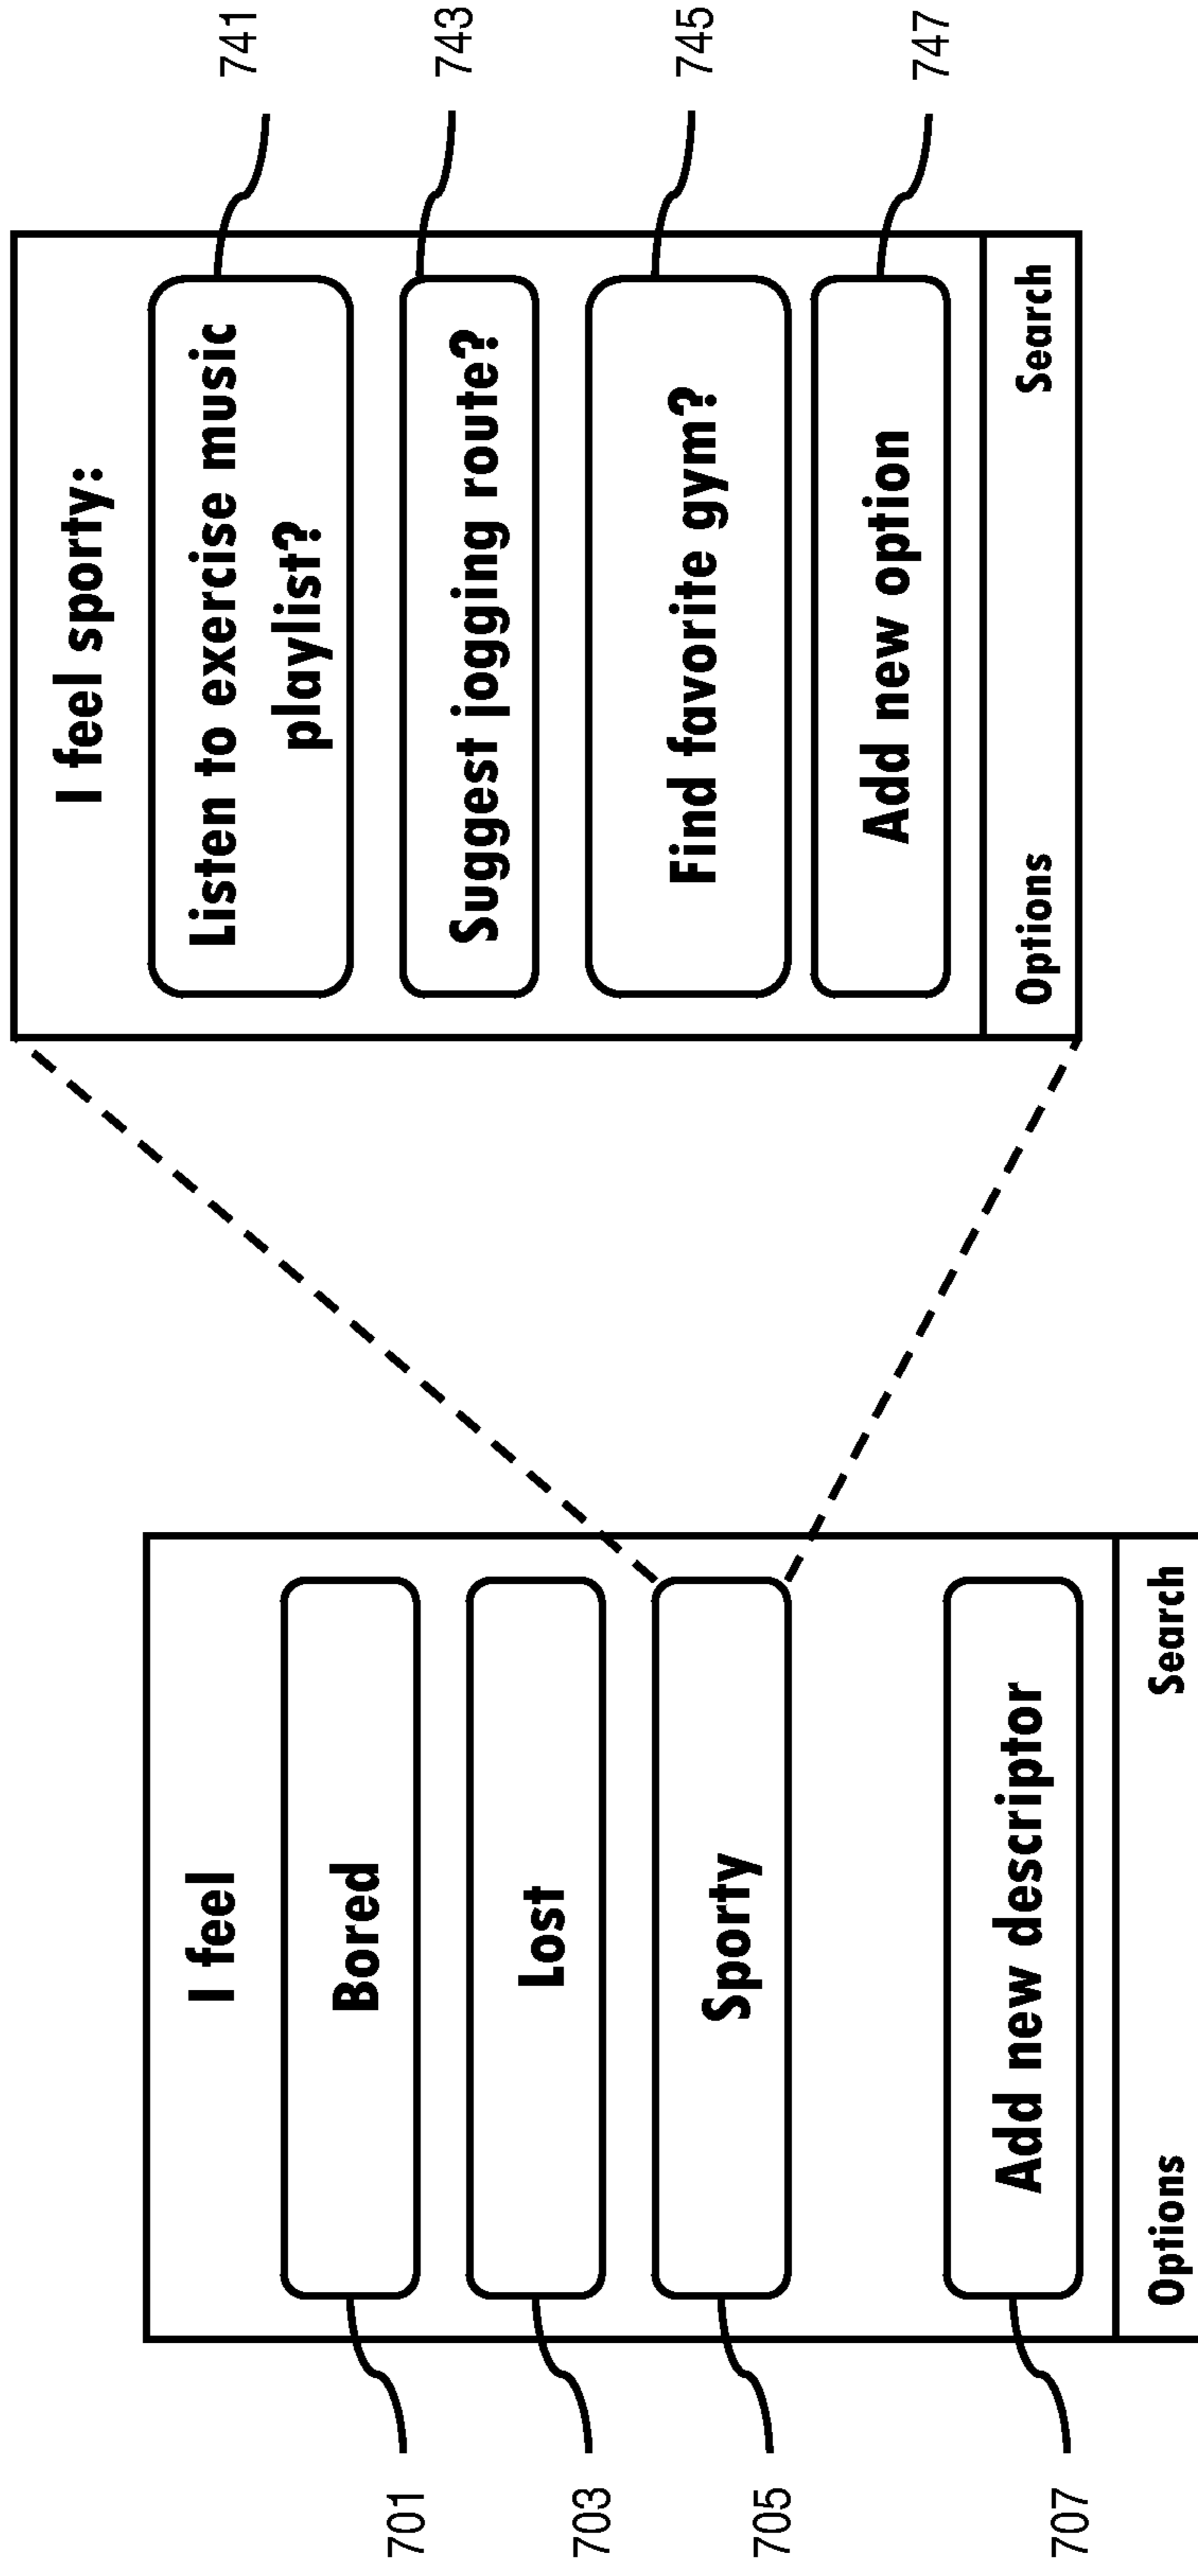 I feel
Bored
Lost
Sporty
Add new descriptor
Options
Search
701
703
705
707
I feel sporty:
Listen to exercise music
playlist?
Suggest jogging route?
Find favorite gym?
Add new option
Options
Search
741
743
745
747